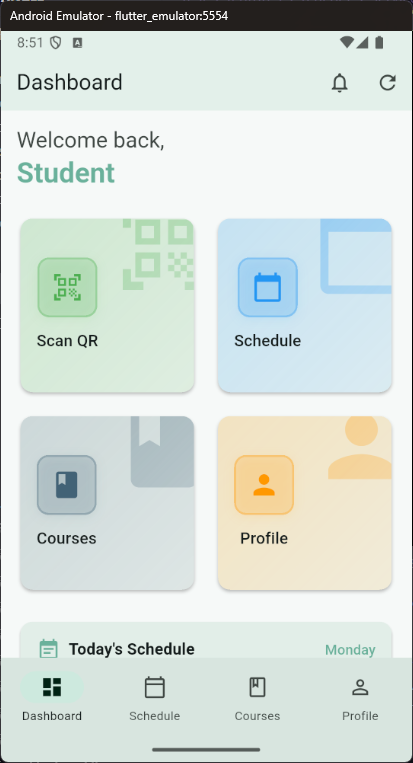 Android Emulator - flutter_emulator:5554
8:51
Dashboard
Welcome back,
Student
Scan QR
Schedule
Courses
Profile
Today's Schedule
Monday
Dashboard
Schedule
Courses
Profile